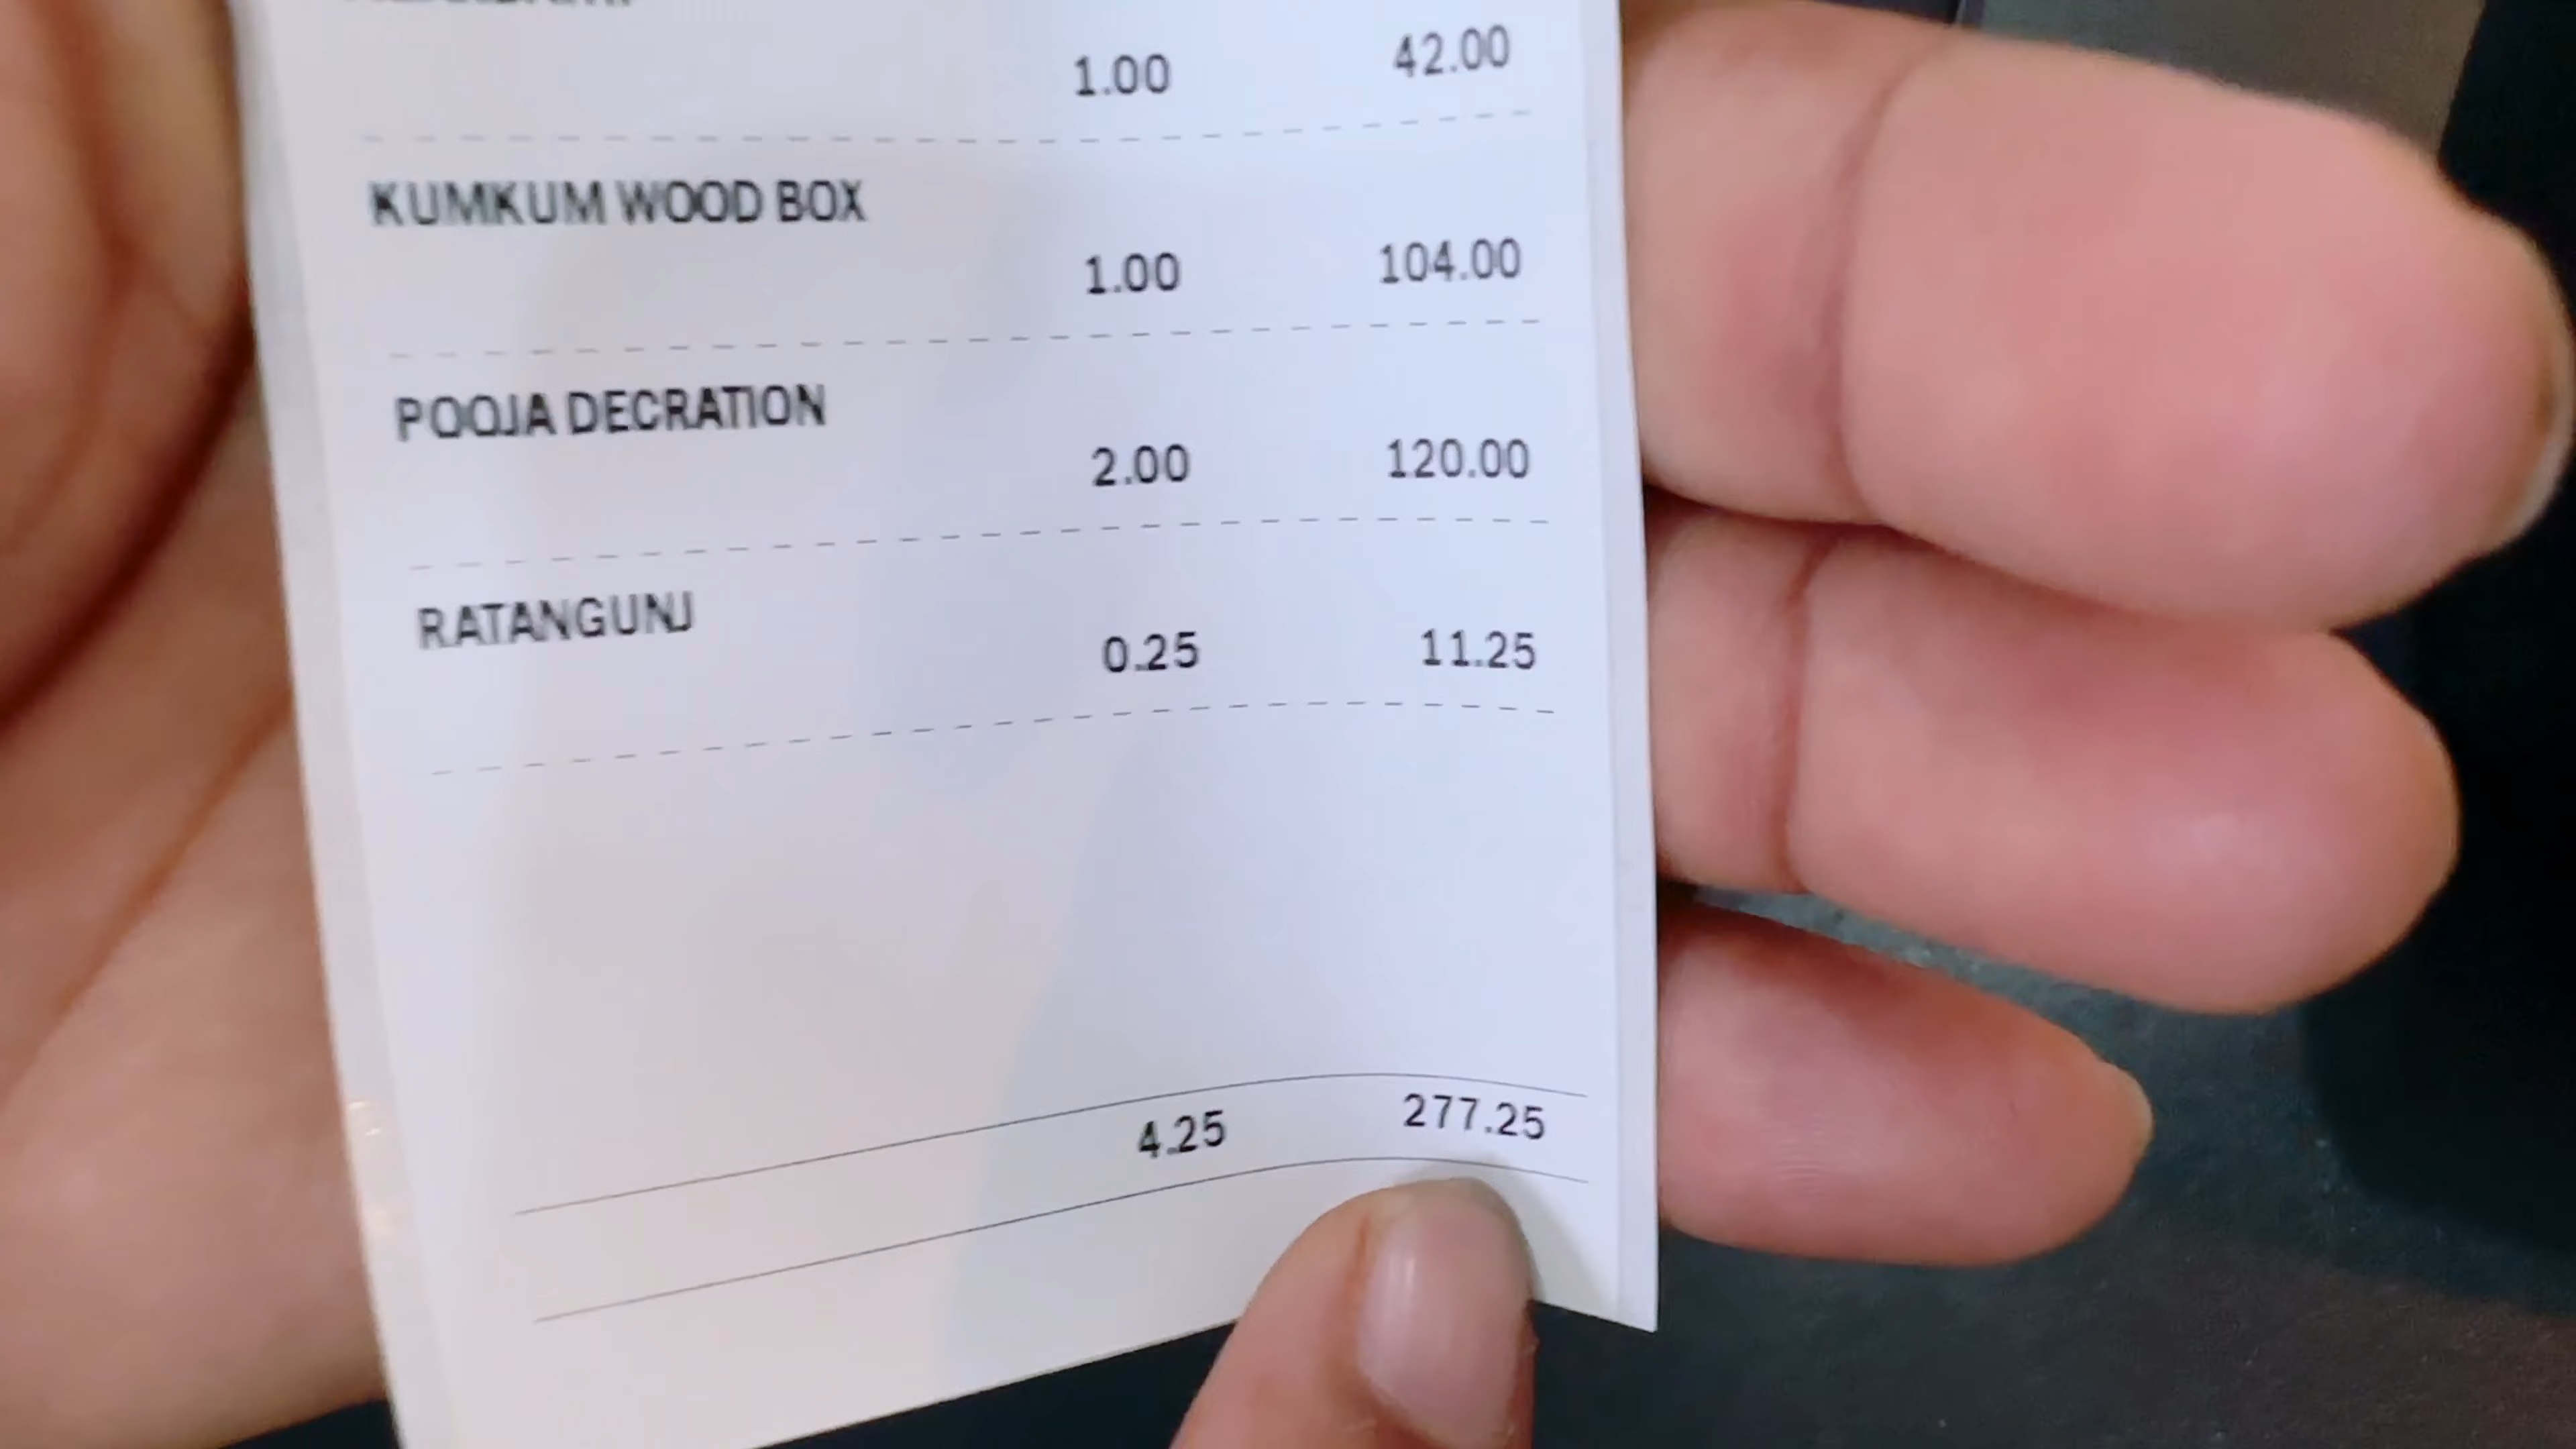 1.00 42.00
KUMKUM WOOD BOX
1.00 104.00
POOJA DECRATION
2.00 120.00
RATANGUNJ
0.25 11.25
4.25 277.25